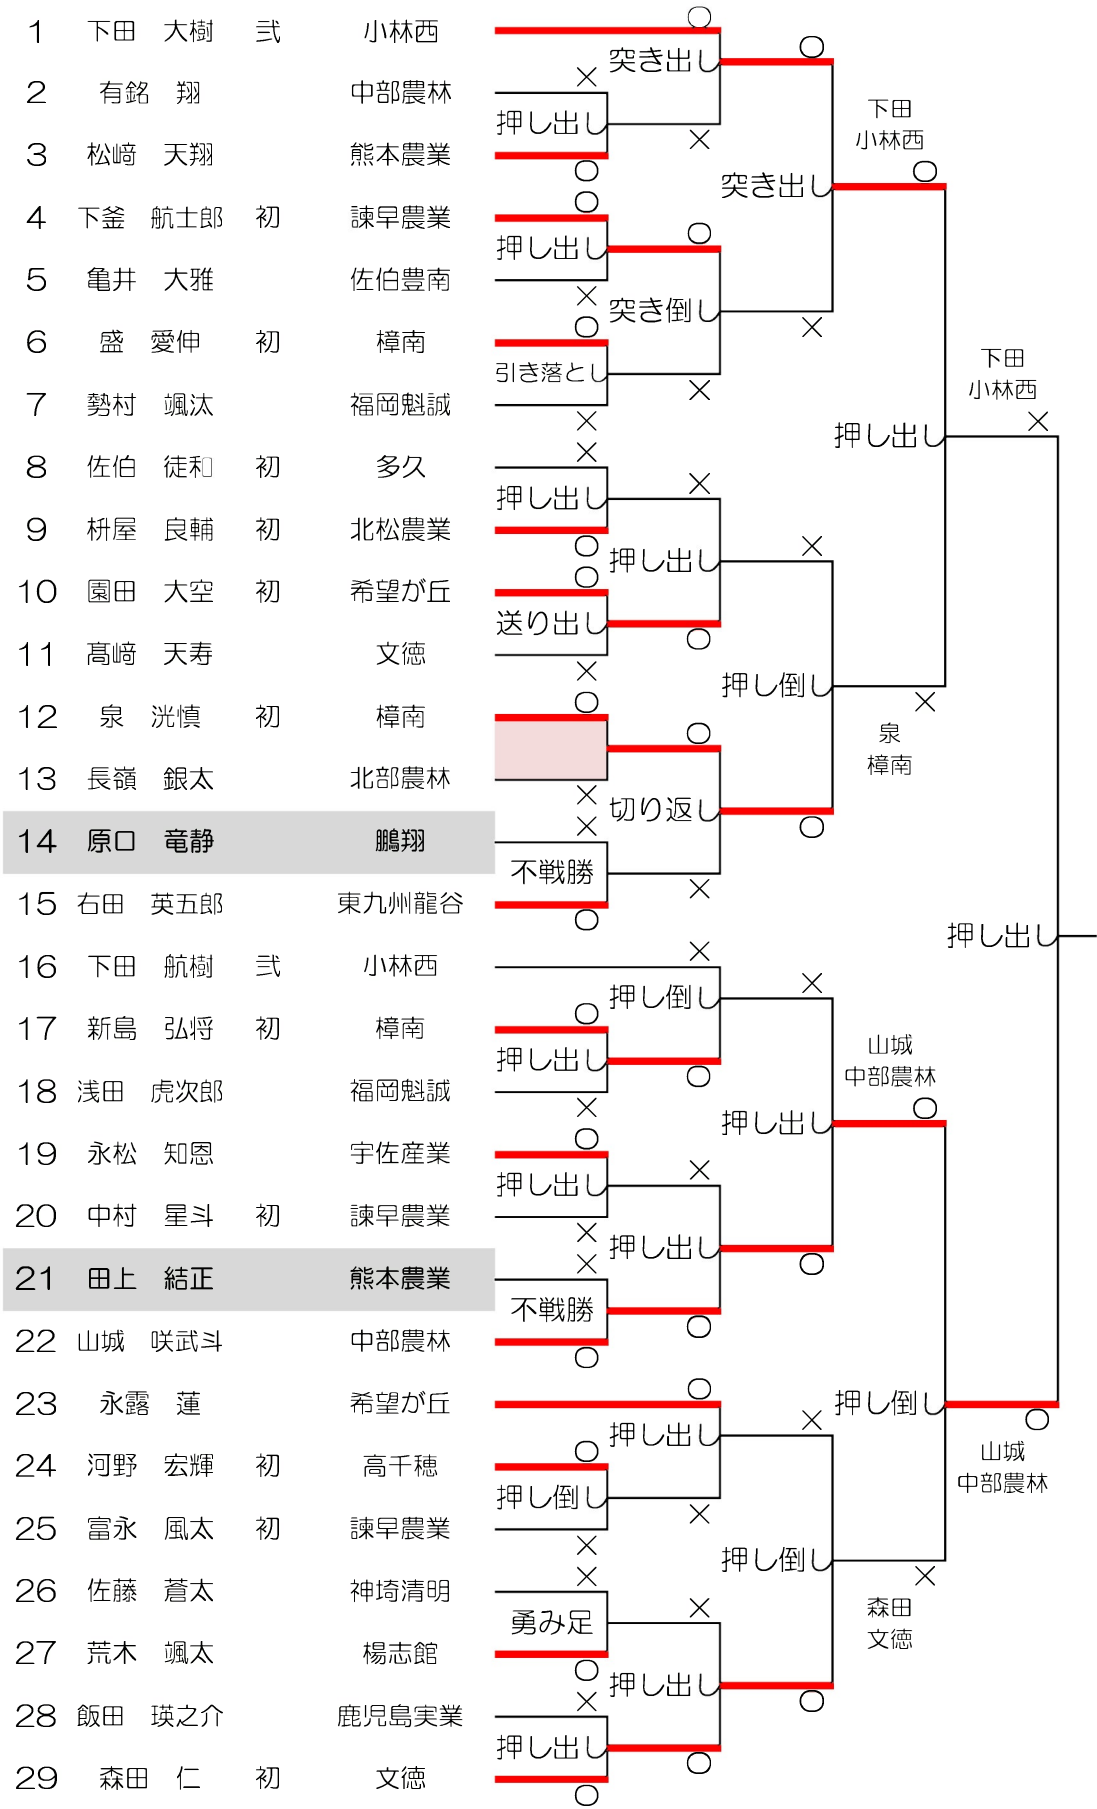 1 下田 大樹 弐 小林西
2 有銘 翔 中部農林
3 松﨑 天翔 熊本農業
4 下釜 航士郎 初 諫早農業
5 亀井 大雅 佐伯豊南
6 盛 愛伸 初 樟南
7 勢村 颯汰 福岡魁誠
8 佐伯 徒和 初 多久
9 枡屋 良輔 初 北松農業
10 園田 大空 初 希望が丘
11 髙﨑 天寿 文徳
12 泉 洸慎 初 樟南
13 長嶺 銀太 北部農林
14 原口 竜静 鵬翔
15 右田 英五郎 東九州龍谷
16 下田 航樹 弐 小林西
17 新島 弘将 初 樟南
18 浅田 虎次郎 福岡魁誠
19 永松 知恩 宇佐産業
20 中村 星斗 初 諫早農業
21 田上 結正 熊本農業
22 山城 咲武斗 中部農林
23 永露 蓮 希望が丘
24 河野 宏輝 初 高千穂
25 富永 風太 初 諫早農業
26 佐藤 蒼太 神埼清明
27 荒木 颯太 楊志館
28 飯田 瑛之介 鹿児島実業
29 森田 仁 初 文徳
押し出し
押し出し
引き落とし
押し出し
送り出し
不戦勝
押し出し
押し出し
不戦勝
押し倒し
勇み足
押し出し
突き出し
突き倒し
押し出し
切り返し
押し倒し
押し出し
押し出し
押し出し
突き出し
押し倒し
押し出し
押し倒し
下田
小林西
泉
樟南
山城
中部農林
森田
文徳
押し出し
押し倒し
下田
小林西
山城
中部農林
押し出し